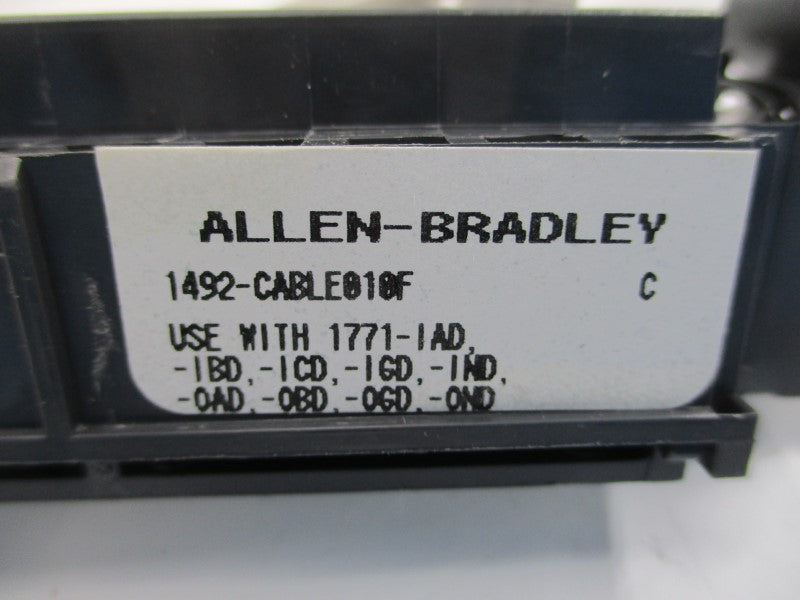 ALLEN-BRADLEY
1492-CABLE010F C
USE WITH 1771-IAD,
-IBD,-ICD,-IGD,-IND,
-OAD,-OBD,-OGD,-OND